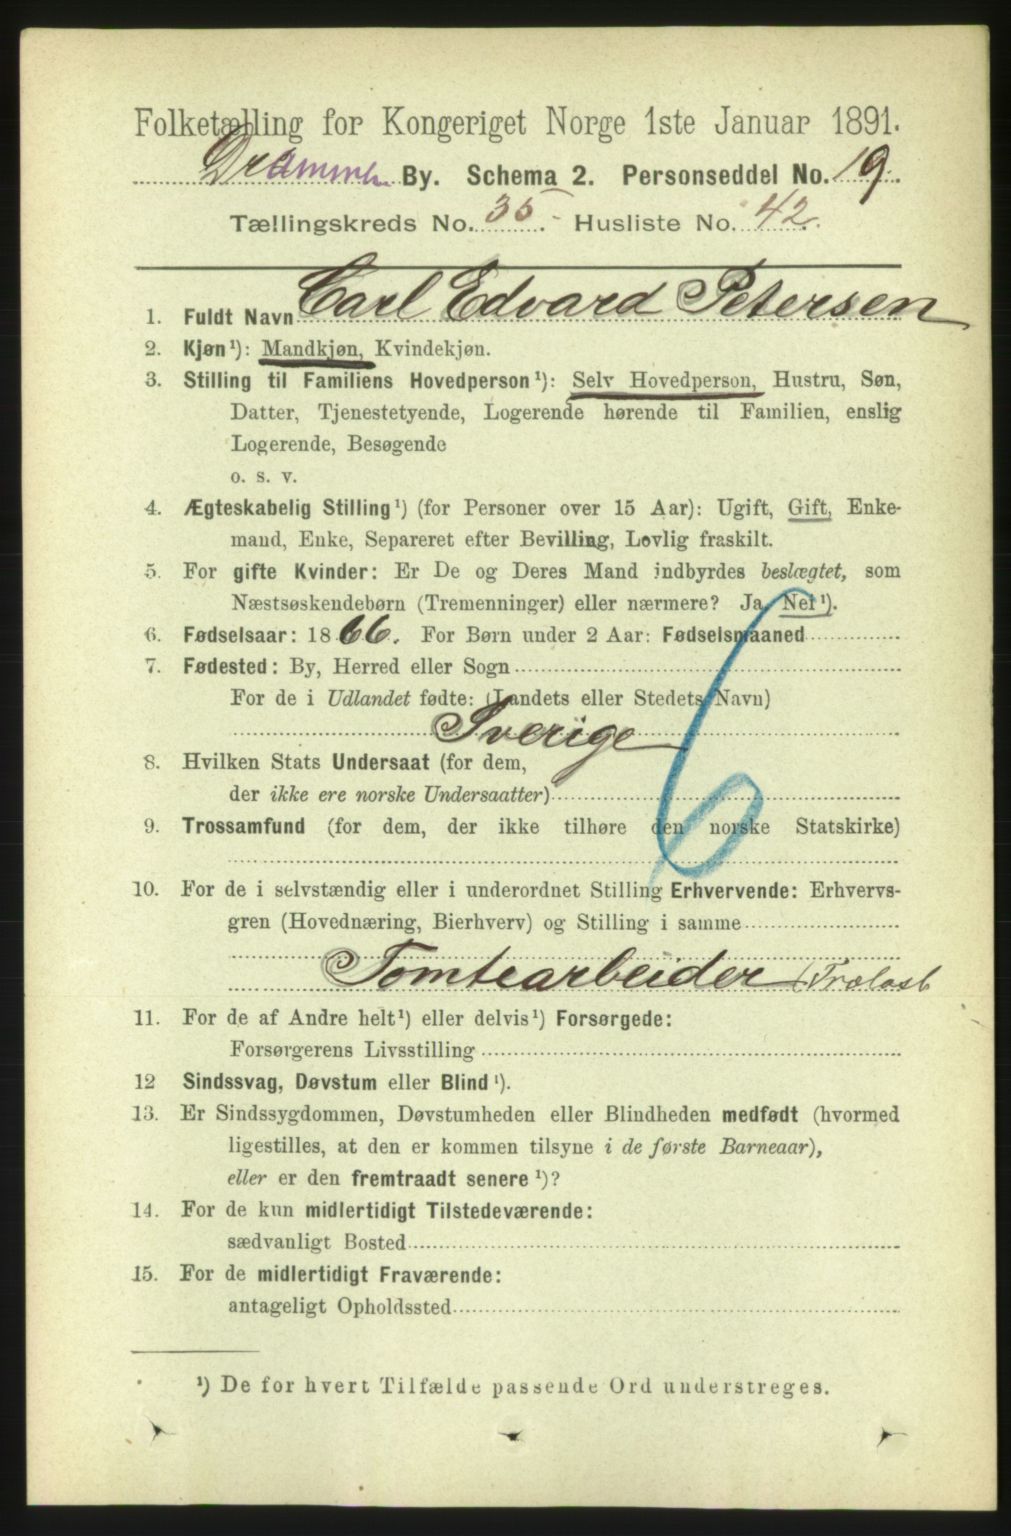 Folketælling for Kongeriget Norge 1ste Januar 1891.
Drammen By. Schema 2. Personseddel No. 19.
Tællingskreds No. 35. Husliste No. 42.
1. Fuldt Navn Carl Edvard Petersen
2. Kjøn¹): Mandkjøn, Kvindekjøn.
3. Stilling til Familiens Hovedperson¹): Selv Hovedperson, Hustru, Søn,
Datter, Tjenestetyende, Logerende hørende til Familien, enslig
Logerende, Besøgende
o. s. v.
4. Ægteskabelig Stilling¹) (for Personer over 15 Aar): Ugift, Gift, Enke-
mand, Enke, Separeret efter Bevilling, Lovlig fraskilt.
5. For gifte Kvinder: Er De og Deres Mand indbyrdes beslægtet, som
Næstsøskendebørn (Tremenninger) eller nærmere? Ja, Nei¹).
6. Fødselsaar: 1866. For Børn under 2 Aar: Fødselsmaaned
7. Fødested: By, Herred eller Sogn
For de i Udlandet fødte: (Landets eller Stedets Navn)
Sverige
6
8. Hvilken Stats Undersaat (for dem,
der ikke ere norske Undersaatter)
9. Trossamfund (for dem, der ikke tilhøre den norske Statskirke)
10. For de i selvstændig eller i underordnet Stilling Erhvervende: Erhvervs-
gren (Hovednæring, Bierhverv) og Stilling i samme
Tomtearbeider (Trælast
11. For de af Andre helt¹) eller delvis¹) Forsørgede:
Forsørgerens Livsstilling
12 Sindssvag, Døvstum eller Blind¹).
13. Er Sindssygdommen, Døvstumheden eller Blindheden medfødt (hvormed
ligestilles, at den er kommen tilsyne i de første Barneaar),
eller er den fremtraadt senere¹)?
14. For de kun midlertidigt Tilstedeværende:
sædvanligt Bosted
15. For de midlertidigt Fraværende:
antageligt Opholdssted
¹) De for hvert Tilfælde passende Ord understreges.